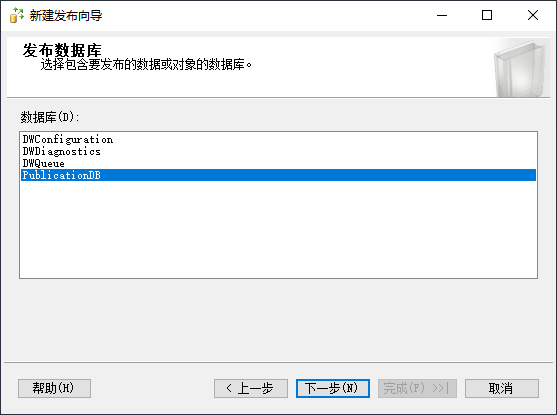 新建发布向导
发布数据库
选择包含要发布的数据或对象的数据库。
数据库(D):
DWConfiguration
DWDiagnostics
DWQueue
PublicationDB
帮助(H)
< 上一步
下一步(N)
完成(F) >>|
取消